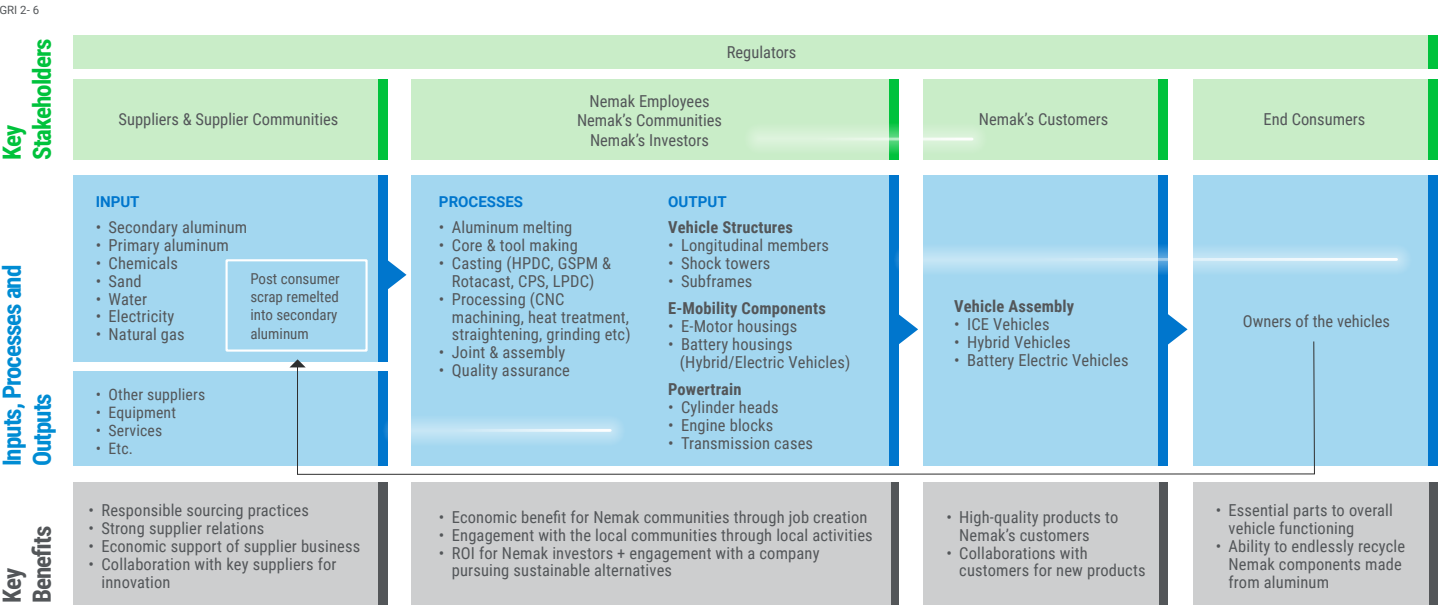 GRI 2- 6
Key
Stakeholders
Regulators
Suppliers & Supplier Communities
Nemak Employees
Nemak's Communities
Nemak's Investors
Nemak's Customers
End Consumers
Inputs, Processes and
Outputs
INPUT
• Secondary aluminum
• Primary aluminum
• Chemicals
• Sand
• Water
• Electricity
• Natural gas
Post consumer
scrap remelted
into secondary
aluminum
• Other suppliers
• Equipment
• Services
• Etc.
PROCESSES
• Aluminum melting
• Core & tool making
• Casting (HPDC, GSPM &
Rotacast, CPS, LPDC)
• Processing (CNC
machining, heat treatment,
straightening, grinding etc)
• Joint & assembly
• Quality assurance
OUTPUT
Vehicle Structures
• Longitudinal members
• Shock towers
• Subframes
E-Mobility Components
• E-Motor housings
• Battery housings
(Hybrid/Electric Vehicles)
Powertrain
• Cylinder heads
• Engine blocks
• Transmission cases
Vehicle Assembly
• ICE Vehicles
• Hybrid Vehicles
• Battery Electric Vehicles
Owners of the vehicles
Key
Benefits
• Responsible sourcing practices
• Strong supplier relations
• Economic support of supplier business
• Collaboration with key suppliers for
innovation
• Economic benefit for Nemak communities through job creation
• Engagement with the local communities through local activities
• ROI for Nemak investors + engagement with a company
pursuing sustainable alternatives
• High-quality products to
Nemak's customers
• Collaborations with
customers for new products
• Essential parts to overall
vehicle functioning
• Ability to endlessly recycle
Nemak components made
from aluminum